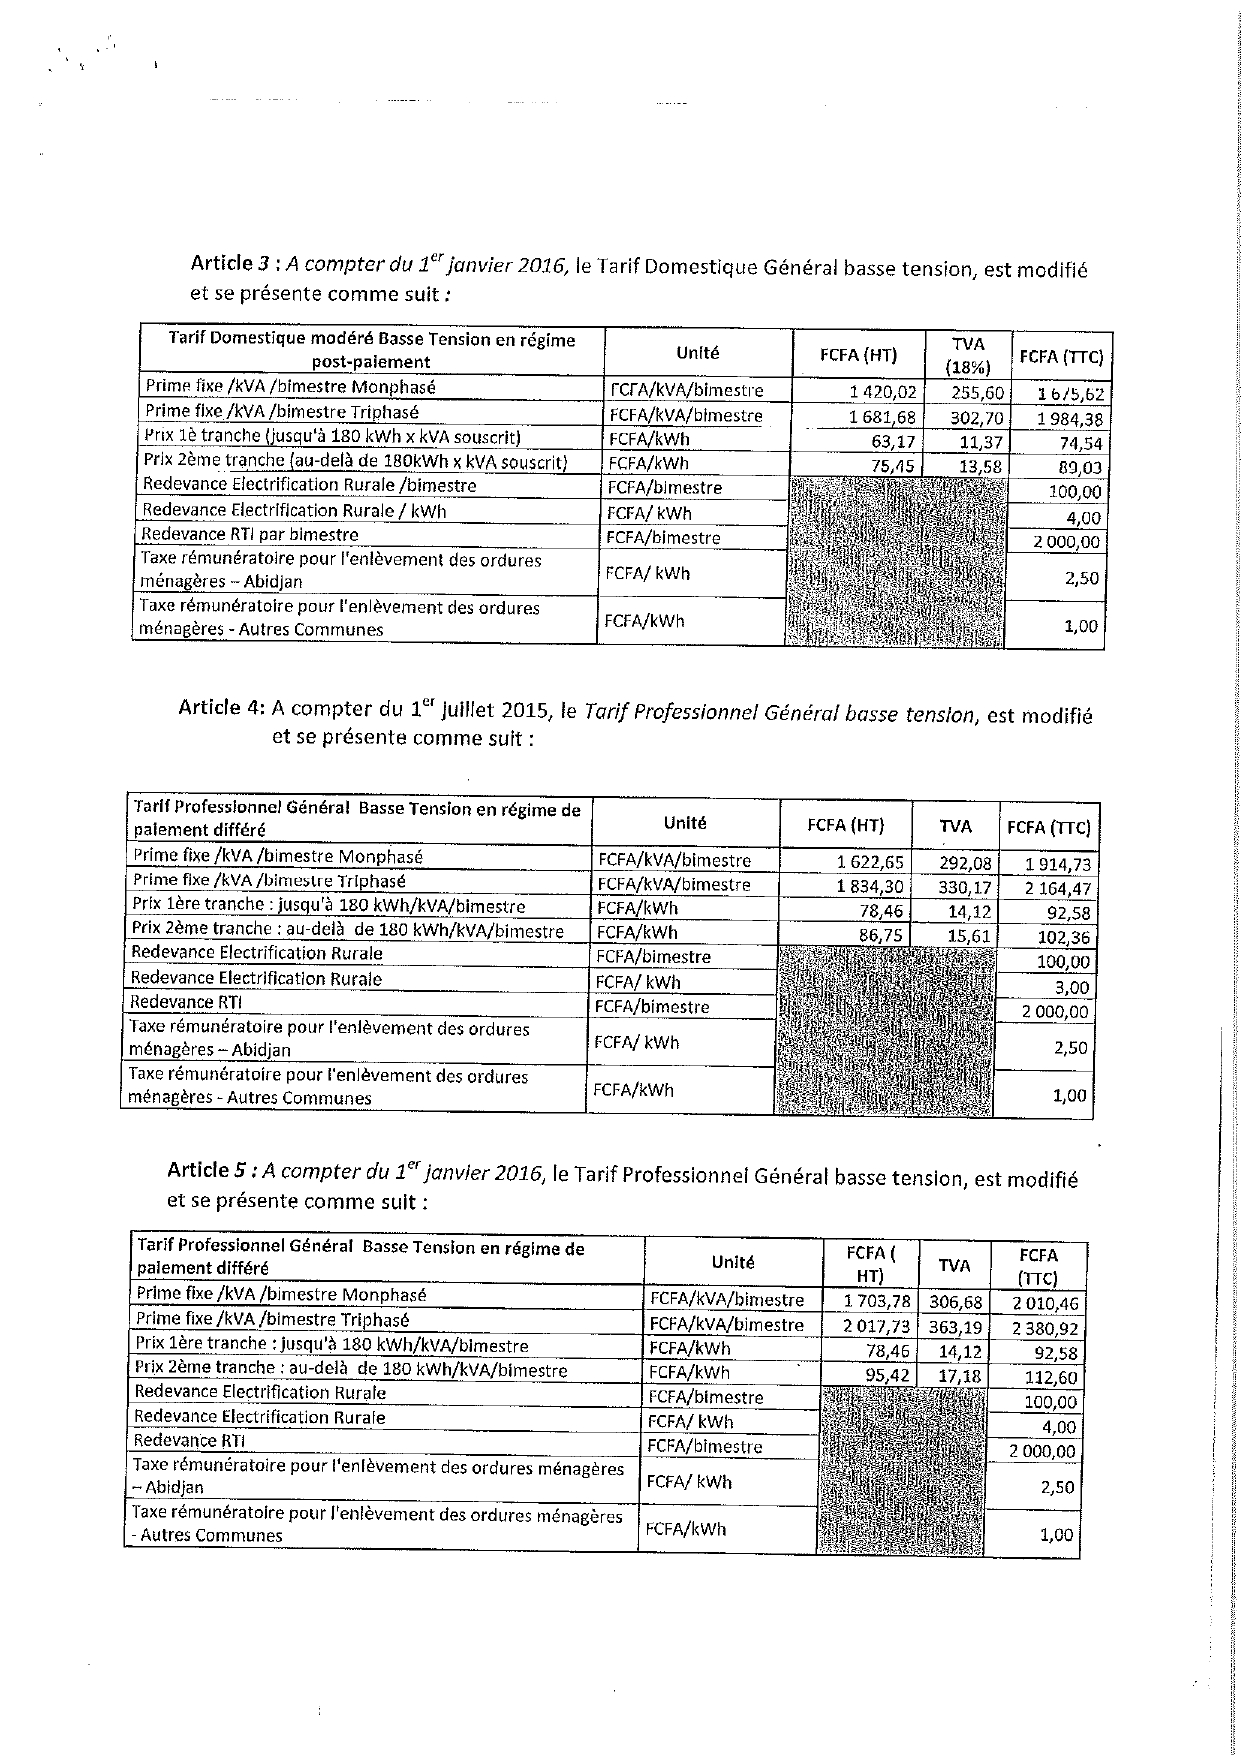 Article 3 : A compter du 1er janvier 2016, le Tarif Domestique Général basse tension, est modifié
et se présente comme suit :
Tarif Domestique modéré Basse Tension en régime post-paiement Unité FCFA (HT) TVA (18%) FCFA (TTC)
Prime fixe /kVA /bimestre Monphasé FCFA/kVA/bimestre 1 420,02 255,60 1 675,62
Prime fixe /kVA /bimestre Triphasé FCFA/kVA/bimestre 1 681,68 302,70 1 984,38
Prix 1è tranche (jusqu'à 180 kWh x kVA souscrit) FCFA/kWh 63,17 11,37 74,54
Prix 2ème tranche (au-delà de 180kWh x kVA souscrit) FCFA/kWh 75,45 13,58 89,03
Redevance Electrification Rurale /bimestre FCFA/bimestre 100,00
Redevance Electrification Rurale / kWh FCFA/ kWh 4,00
Redevance RTI par bimestre FCFA/bimestre 2 000,00
Taxe rémunératoire pour l'enlèvement des ordures
ménagères – Abidjan FCFA/ kWh 2,50
Taxe rémunératoire pour l'enlèvement des ordures
ménagères - Autres Communes FCFA/kWh 1,00
Article 4: A compter du 1er juillet 2015, le Tarif Professionnel Général basse tension, est modifié
et se présente comme suit :
Tarif Professionnel Général Basse Tension en régime de paiement différé Unité FCFA (HT) TVA FCFA (TTC)
Prime fixe /kVA /bimestre Monphasé FCFA/kVA/bimestre 1 622,65 292,08 1 914,73
Prime fixe /kVA /bimestre Triphasé FCFA/kVA/bimestre 1 834,30 330,17 2 164,47
Prix 1ère tranche : jusqu'à 180 kWh/kVA/bimestre FCFA/kWh 78,46 14,12 92,58
Prix 2ème tranche : au-delà de 180 kWh/kVA/bimestre FCFA/kWh 86,75 15,61 102,36
Redevance Electrification Rurale FCFA/bimestre 100,00
Redevance Electrification Rurale FCFA/ kWh 3,00
Redevance RTI FCFA/bimestre 2 000,00
Taxe rémunératoire pour l'enlèvement des ordures
ménagères – Abidjan FCFA/ kWh 2,50
Taxe rémunératoire pour l'enlèvement des ordures
ménagères - Autres Communes FCFA/kWh 1,00
Article 5 : A compter du 1er janvier 2016, le Tarif Professionnel Général basse tension, est modifié
et se présente comme suit :
Tarif Professionnel Général Basse Tension en régime de paiement différé Unité FCFA ( HT) TVA FCFA (TTC)
Prime fixe /kVA /bimestre Monphasé FCFA/kVA/bimestre 1 703,78 306,68 2 010,46
Prime fixe /kVA /bimestre Triphasé FCFA/kVA/bimestre 2 017,73 363,19 2 380,92
Prix 1ère tranche : jusqu'à 180 kWh/kVA/bimestre FCFA/kWh 78,46 14,12 92,58
Prix 2ème tranche : au-delà de 180 kWh/kVA/bimestre FCFA/kWh 95,42 17,18 112,60
Redevance Electrification Rurale FCFA/bimestre 100,00
Redevance Electrification Rurale FCFA/ kWh 4,00
Redevance RTI FCFA/bimestre 2 000,00
Taxe rémunératoire pour l'enlèvement des ordures ménagères
– Abidjan FCFA/ kWh 2,50
Taxe rémunératoire pour l'enlèvement des ordures ménagères
- Autres Communes FCFA/kWh 1,00